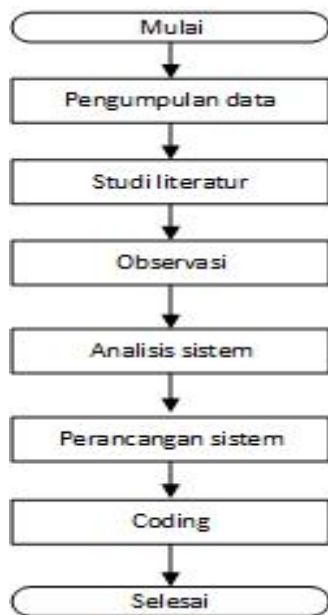 Mulai
Pengumpulan data
Studi literatur
Observasi
Analisis sistem
Perancangan sistem
Coding
Selesai